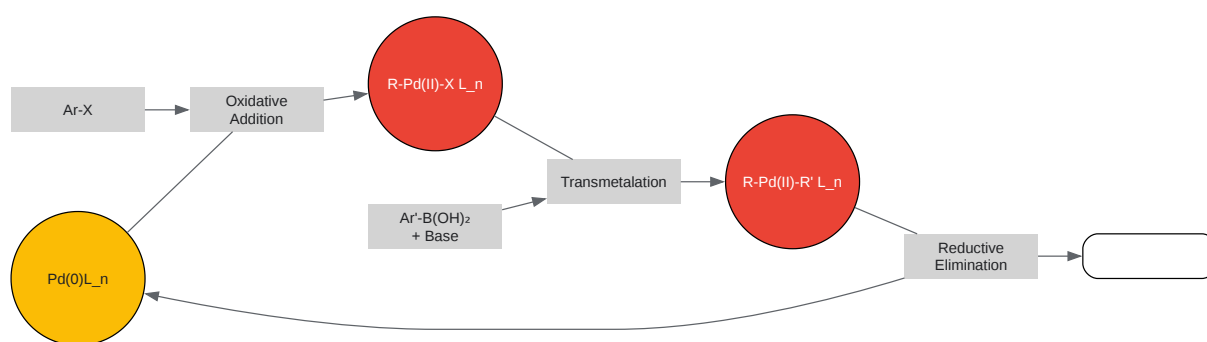 Ar-X
Oxidative
Addition
R-Pd(II)-X L_n
Pd(0)L_n
Ar'-B(OH)₂
+ Base
Transmetalation
R-Pd(II)-R' L_n
Reductive
Elimination